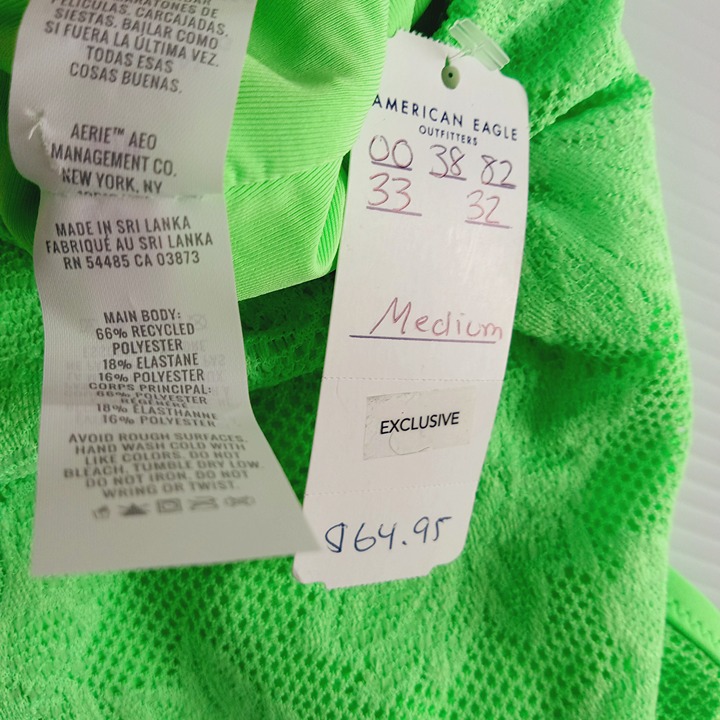 PELÍCULAS, CARCAJADAS,
SIESTAS, BAILAR COMO
SI FUERA LA ÚLTIMA VEZ.
TODAS ESAS
COSAS BUENAS.
AERIE™ AEO
MANAGEMENT CO.
NEW YORK, NY
MADE IN SRI LANKA
FABRIQUÉ AU SRI LANKA
RN 54485 CA 03873
MAIN BODY:
66% RECYCLED
POLYESTER
18% ELASTANE
16% POLYESTER
CORPS PRINCIPAL:
66% POLYESTER
RÉGÉNÉRÉ
18% ÉLASTHANNE
16% POLYESTER
AVOID ROUGH SURFACES.
HAND WASH COLD WITH
LIKE COLORS. DO NOT
BLEACH. TUMBLE DRY LOW.
DO NOT IRON. DO NOT
WRING OR TWIST.
AMERICAN EAGLE
OUTFITTERS
00 38 82
33 32
Medium
EXCLUSIVE
$64.95